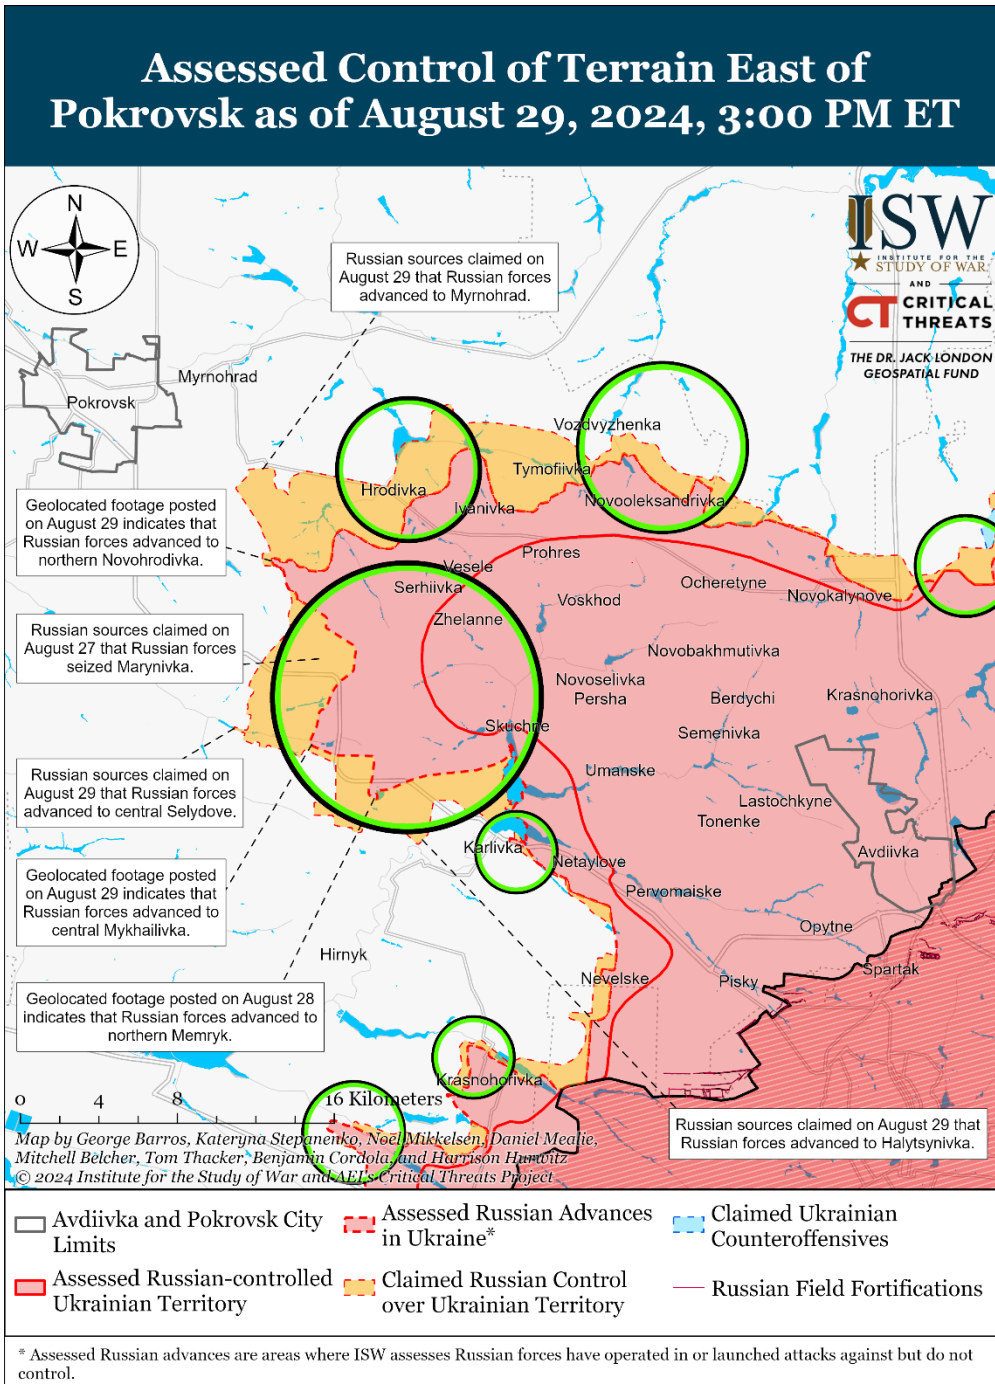 Assessed Control of Terrain East of
Pokrovsk as of August 29, 2024, 3:00 PM ET
N
W
E
S
ISW
INSTITUTE FOR THE
STUDY OF WAR
AND
CT CRITICAL
THREATS
THE DR. JACK LONDON
GEOSPATIAL FUND
Russian sources claimed on
August 29 that Russian forces
advanced to Myrnohrad.
Myrnohrad
Pokrovsk
Vozdvyzhenka
Tymofiivka
Hrodivka
Ivanivka
Novooleksandrivka
Geolocated footage posted
on August 29 indicates that
Russian forces advanced to
northern Novohrodivka.
Prohres
Vesele
Serhiivka
Ocheretyne
Voskhod
Novokalynove
Zhelanne
Russian sources claimed on
August 27 that Russian forces
seized Marynivka.
Novobakhmutivka
Novoselivka
Persha
Berdychi
Krasnohorivka
Skuchne
Semenivka
Russian sources claimed on
August 29 that Russian forces
advanced to central Selydove.
Umanske
Lastochkyne
Tonenke
Karlivka
Netaylove
Avdiivka
Geolocated footage posted
on August 29 indicates that
Russian forces advanced to
central Mykhailivka.
Pervomaiske
Opytne
Hirnyk
Nevelske
Pisky
Spartak
Geolocated footage posted on August 28
indicates that Russian forces advanced to
northern Memryk.
Krasnohorivka
0 4 8 16 Kilometers
Russian sources claimed on August 29 that
Russian forces advanced to Halytsynivka.
Map by George Barros, Kateryna Stepanenko, Noel Mikkelsen, Daniel Mealie,
Mitchell Belcher, Tom Thacker, Benjamin Cordola, and Harrison Hurwitz
© 2024 Institute for the Study of War and AEI's Critical Threats Project
Avdiivka and Pokrovsk City
Limits
Assessed Russian Advances
in Ukraine*
Claimed Ukrainian
Counteroffensives
Assessed Russian-controlled
Ukrainian Territory
Claimed Russian Control
over Ukrainian Territory
Russian Field Fortifications
* Assessed Russian advances are areas where ISW assesses Russian forces have operated in or launched attacks against but do not
control.